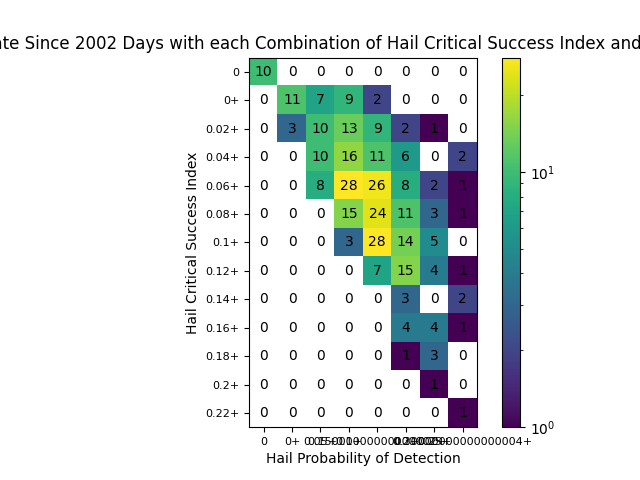 ate Since 2002 Days with each Combination of Hail Critical Success Index and
0 10 0 0 0 0 0 0 0
0+ 0 11 7 9 2 0 0 0
0.02+ 0 3 10 13 9 2 1 0
0.04+ 0 0 10 16 11 6 0 2
0.06+ 0 0 8 28 26 8 2 1
0.08+ 0 0 0 15 24 11 3 1
0.1+ 0 0 0 3 28 14 5 0
0.12+ 0 0 0 0 7 15 4 1
0.14+ 0 0 0 0 0 3 0 2
0.16+ 0 0 0 0 0 4 4 1
0.18+ 0 0 0 0 0 1 3 0
0.2+ 0 0 0 0 0 0 1 0
0.22+ 0 0 0 0 0 0 0 1
0 0+
Hail Probability of Detection
Hail Critical Success Index
10¹
10⁰